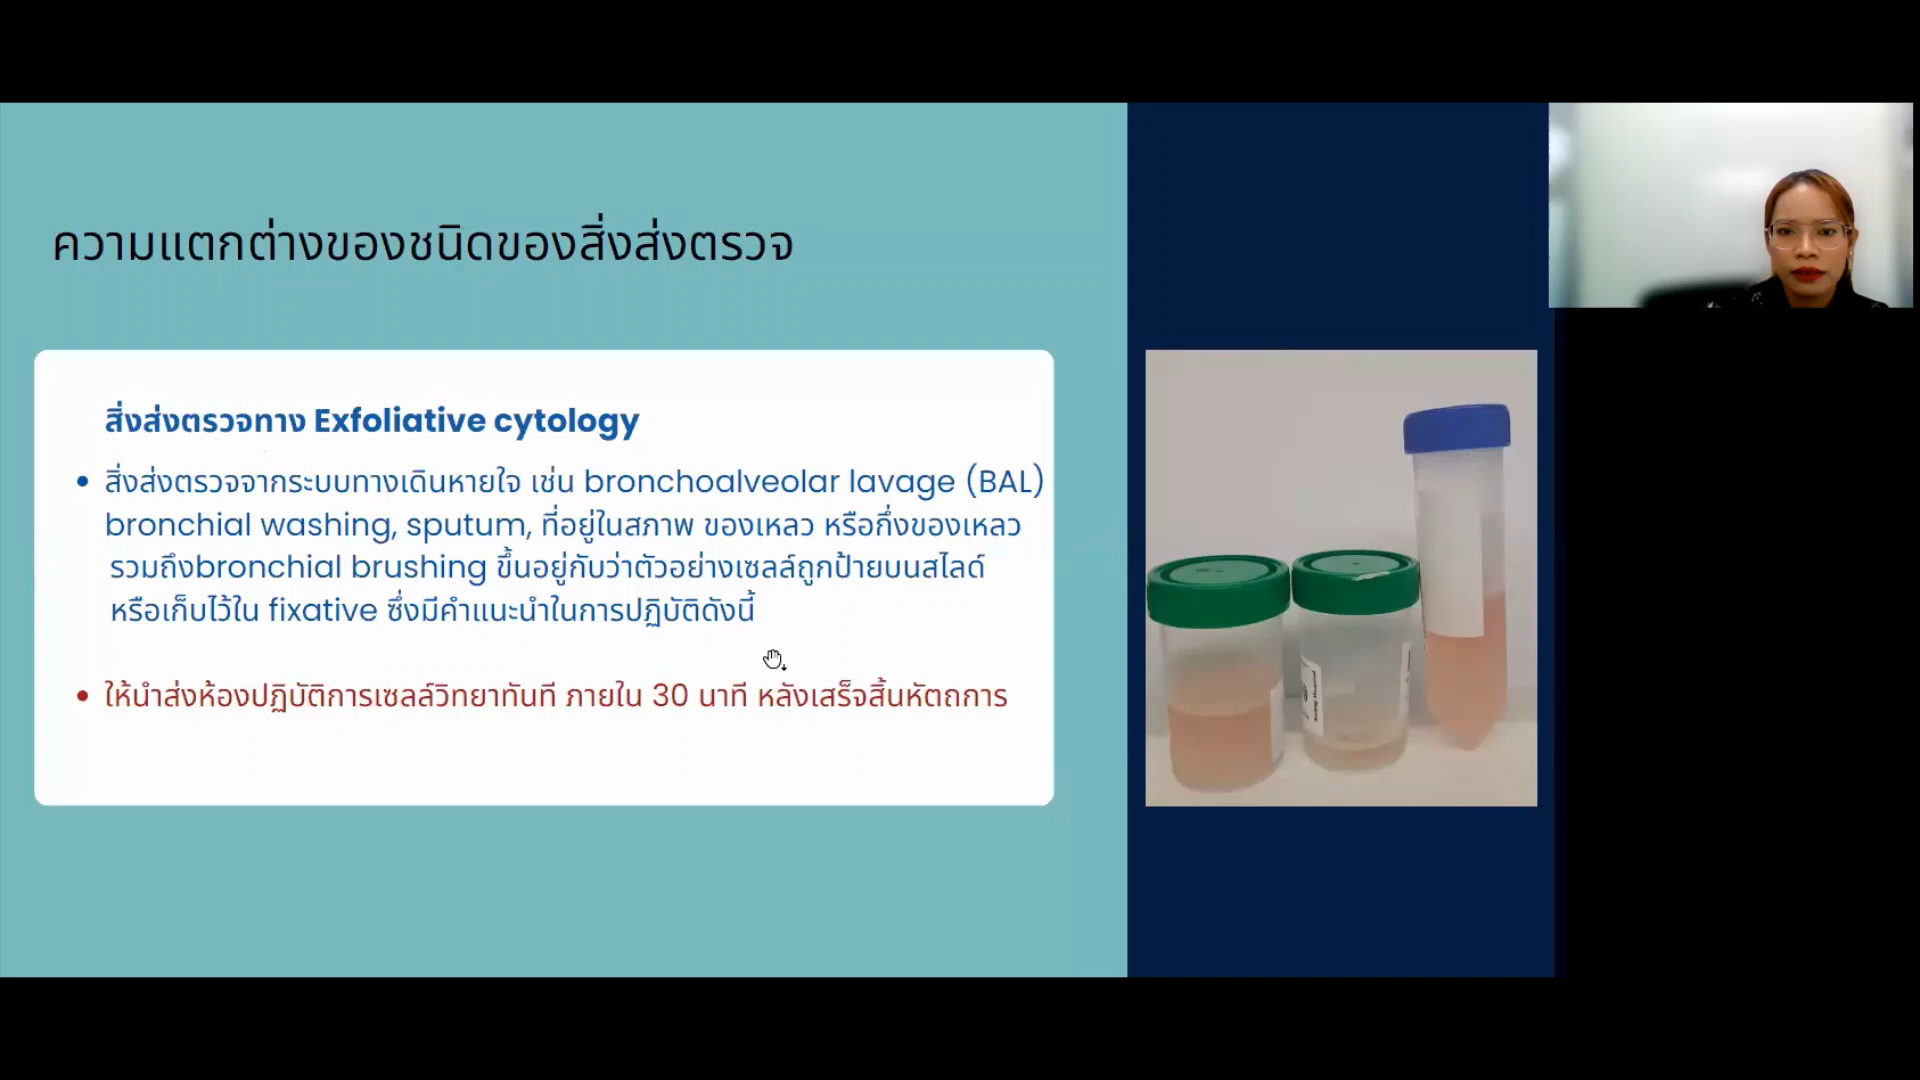 ความแตกต่างของชนิดของสิ่งส่งตรวจ
สิ่งส่งตรวจทาง Exfoliative cytology
• สิ่งส่งตรวจจากระบบทางเดินหายใจ เช่น bronchoalveolar lavage (BAL)
bronchial washing, sputum, ที่อยู่ในสภาพ ของเหลว หรือกึ่งของเหลว
รวมถึงbronchial brushing ขึ้นอยู่กับว่าตัวอย่างเซลล์ถูกป้ายบนสไลด์
หรือเก็บไว้ใน fixative ซึ่งมีคำแนะนำในการปฏิบัติดังนี้
• ให้นำส่งห้องปฏิบัติการเซลล์วิทยาทันที ภายใน 30 นาที หลังเสร็จสิ้นหัตถการ